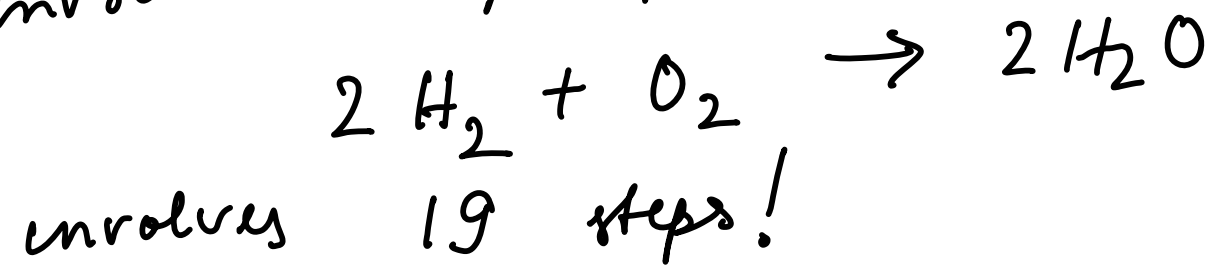 2 H₂ + O₂ → 2 H₂O
involves 19 steps!